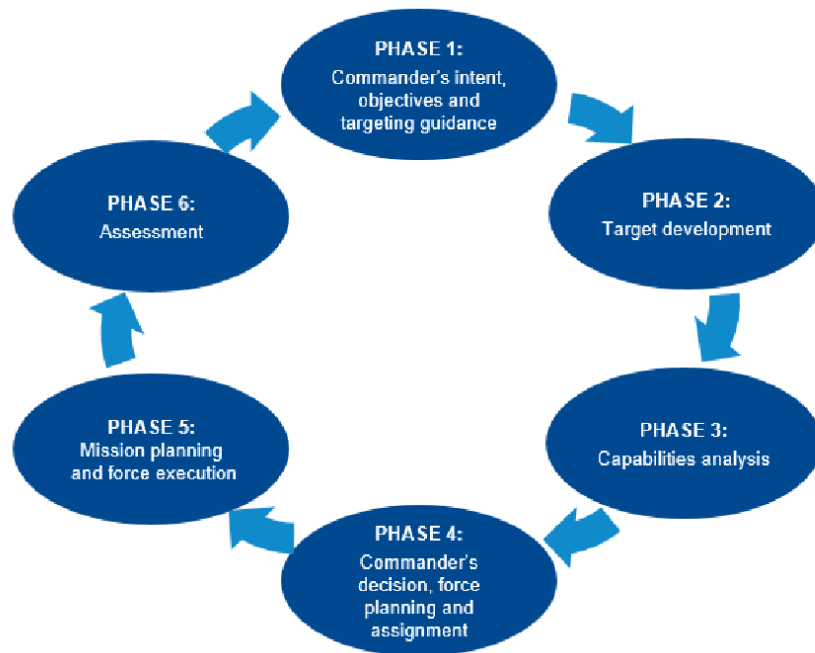 PHASE 1:
Commander's intent,
objectives and
targeting guidance
PHASE 2:
Target development
PHASE 3:
Capabilities analysis
PHASE 4:
Commander's
decision, force
planning and
assignment
PHASE 5:
Mission planning
and force execution
PHASE 6:
Assessment